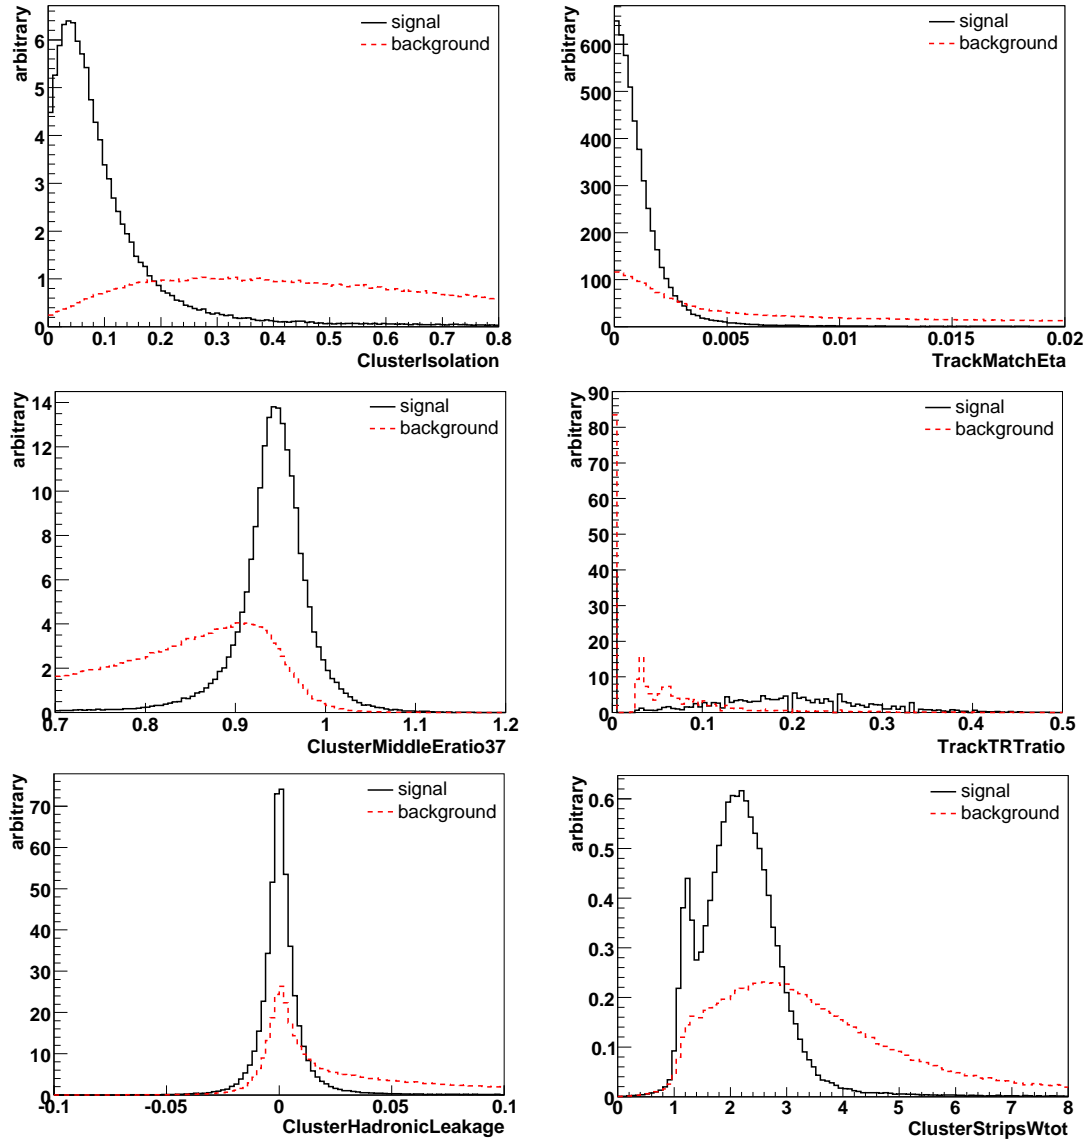 arbitrary
6
5
4
3
2
1
0
signal
background
0 0.1 0.2 0.3 0.4 0.5 0.6 0.7 0.8
ClusterIsolation
arbitrary
600
500
400
300
200
100
0
signal
background
0 0.005 0.01 0.015 0.02
TrackMatchEta
arbitrary
14
12
10
8
6
4
2
0
signal
background
0.7 0.8 0.9 1 1.1 1.2
ClusterMiddleEratio37
arbitrary
90
80
70
60
50
40
30
20
10
0
signal
background
0 0.1 0.2 0.3 0.4 0.5
TrackTRTratio
arbitrary
70
60
50
40
30
20
10
0
signal
background
-0.1 -0.05 0 0.05 0.1
ClusterHadronicLeakage
arbitrary
0.6
0.5
0.4
0.3
0.2
0.1
0
signal
background
0 1 2 3 4 5 6 7 8
ClusterStripsWtot